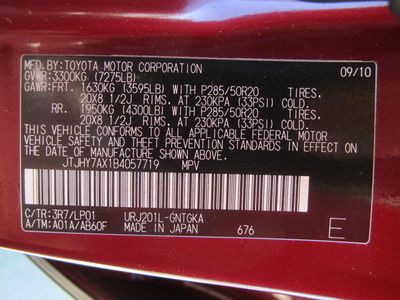 MFD.BY:TOYOTA MOTOR CORPORATION 09/10
GVWR:3300KG (7275LB)
GAWR:FRT. 1630KG (3595LB) WITH P285/50R20 TIRES,
20X8 1/2J RIMS, AT 230KPA (33PSI) COLD.
RR. 1950KG (4300LB) WITH P285/50R20 TIRES,
20X8 1/2J RIMS, AT 230KPA (33PSI) COLD.
THIS VEHICLE CONFORMS TO ALL APPLICABLE FEDERAL MOTOR
VEHICLE SAFETY AND THEFT PREVENTION STANDARDS IN EFFECT ON
THE DATE OF MANUFACTURE SHOWN ABOVE.
JTJHY7AX1B4057719 MPV
C/TR:3R7/LP01 URJ201L-GNTGKA
A/TM:A01A/AB60F MADE IN JAPAN 676 E